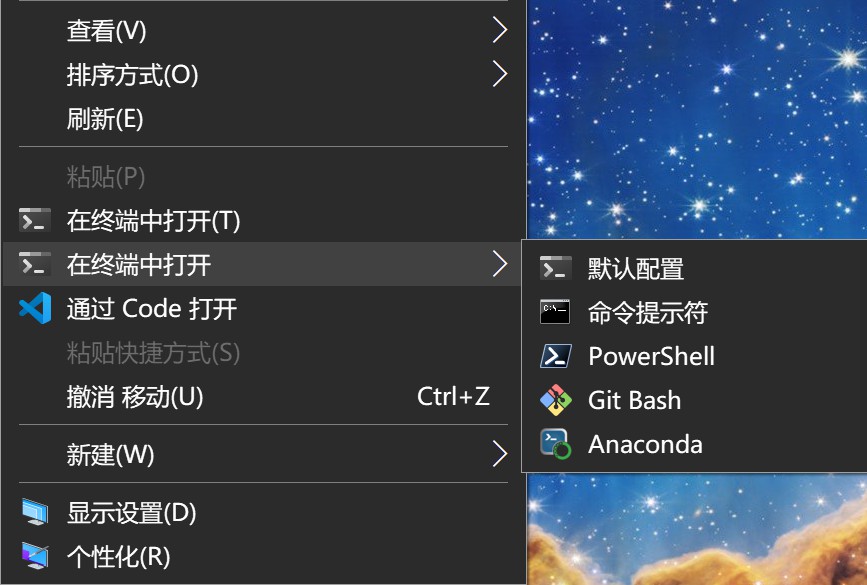 查看(V)
排序方式(O)
刷新(E)
粘贴(P)
在终端中打开(T)
在终端中打开
通过 Code 打开
粘贴快捷方式(S)
撤消 移动(U) Ctrl+Z
新建(W)
显示设置(D)
个性化(R)
默认配置
命令提示符
PowerShell
Git Bash
Anaconda